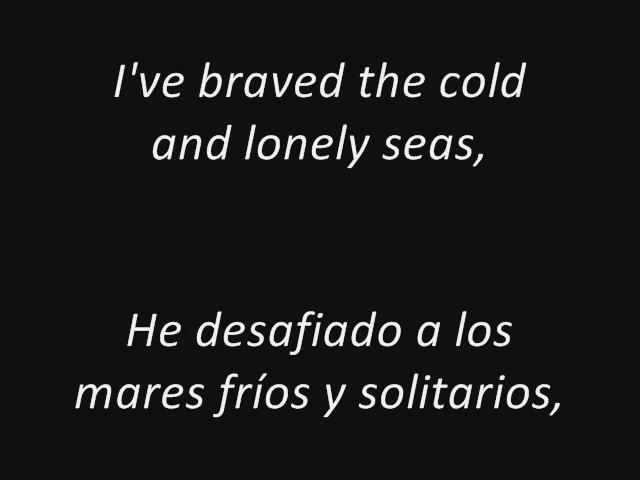 I've braved the cold
and lonely seas,
He desafiado a los
mares fríos y solitarios,